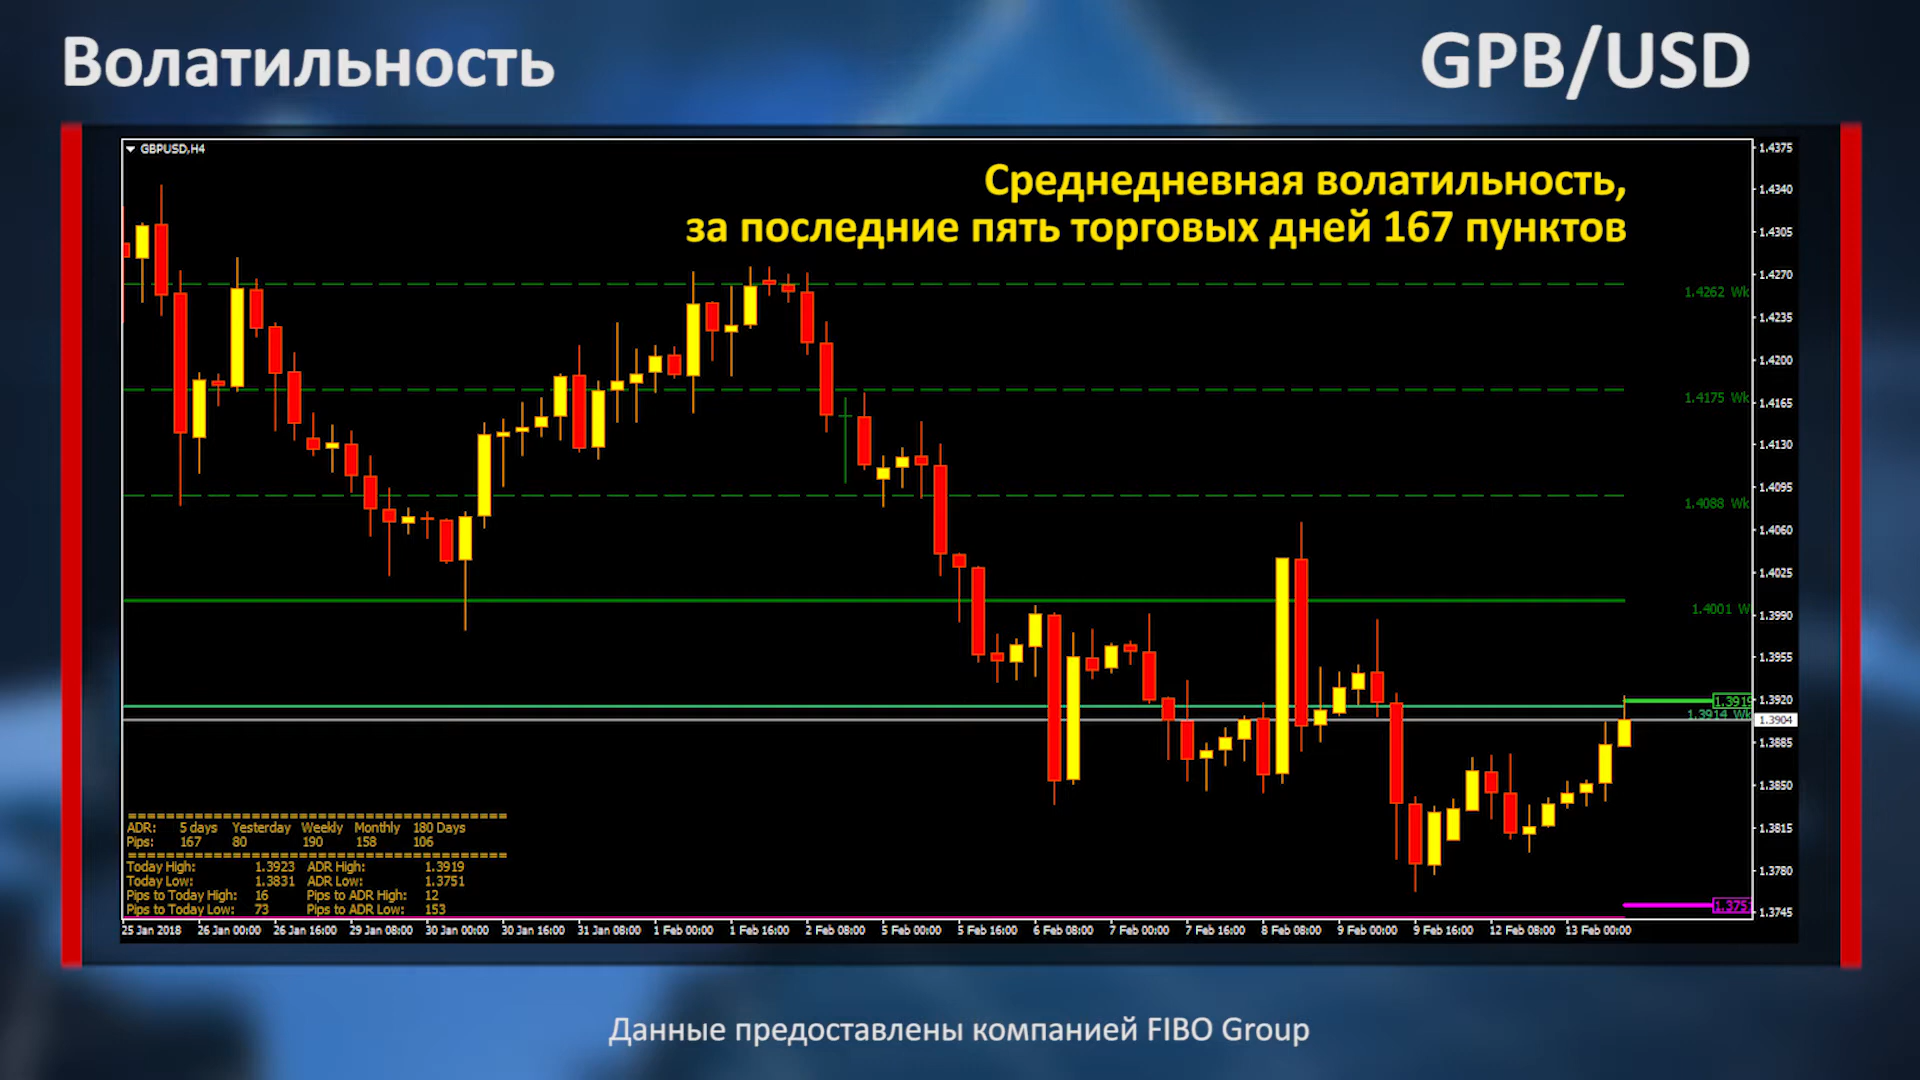 Волатильность
GPB/USD
GBPUSD,H4
Среднедневная волатильность,
за последние пять торговых дней 167 пунктов
1.4375
1.4340
1.4305
1.4270
1.4262 Wk
1.4235
1.4200
1.4175 Wk
1.4165
1.4130
1.4095
1.4088 Wk
1.4060
1.4025
1.4001 W
1.3990
1.3955
1.3920
1.3919
1.3914 Wk
1.3904
1.3885
1.3850
1.3815
1.3780
1.3751
1.3745
ADR: 5 days Yesterday Weekly Monthly 180 Days
Pips: 167 80 190 158 106
Today High: 1.3923 ADR High: 1.3919
Today Low: 1.3831 ADR Low: 1.3751
Pips to Today High: 16 Pips to ADR High: 12
Pips to Today Low: 73 Pips to ADR Low: 153
25 Jan 2018 26 Jan 00:00 26 Jan 16:00 29 Jan 08:00 30 Jan 00:00 30 Jan 16:00 31 Jan 08:00 1 Feb 00:00 1 Feb 16:00 2 Feb 08:00 5 Feb 00:00 5 Feb 16:00 6 Feb 08:00 7 Feb 00:00 7 Feb 16:00 8 Feb 08:00 9 Feb 00:00 9 Feb 16:00 12 Feb 08:00 13 Feb 00:00
Данные предоставлены компанией FIBO Group